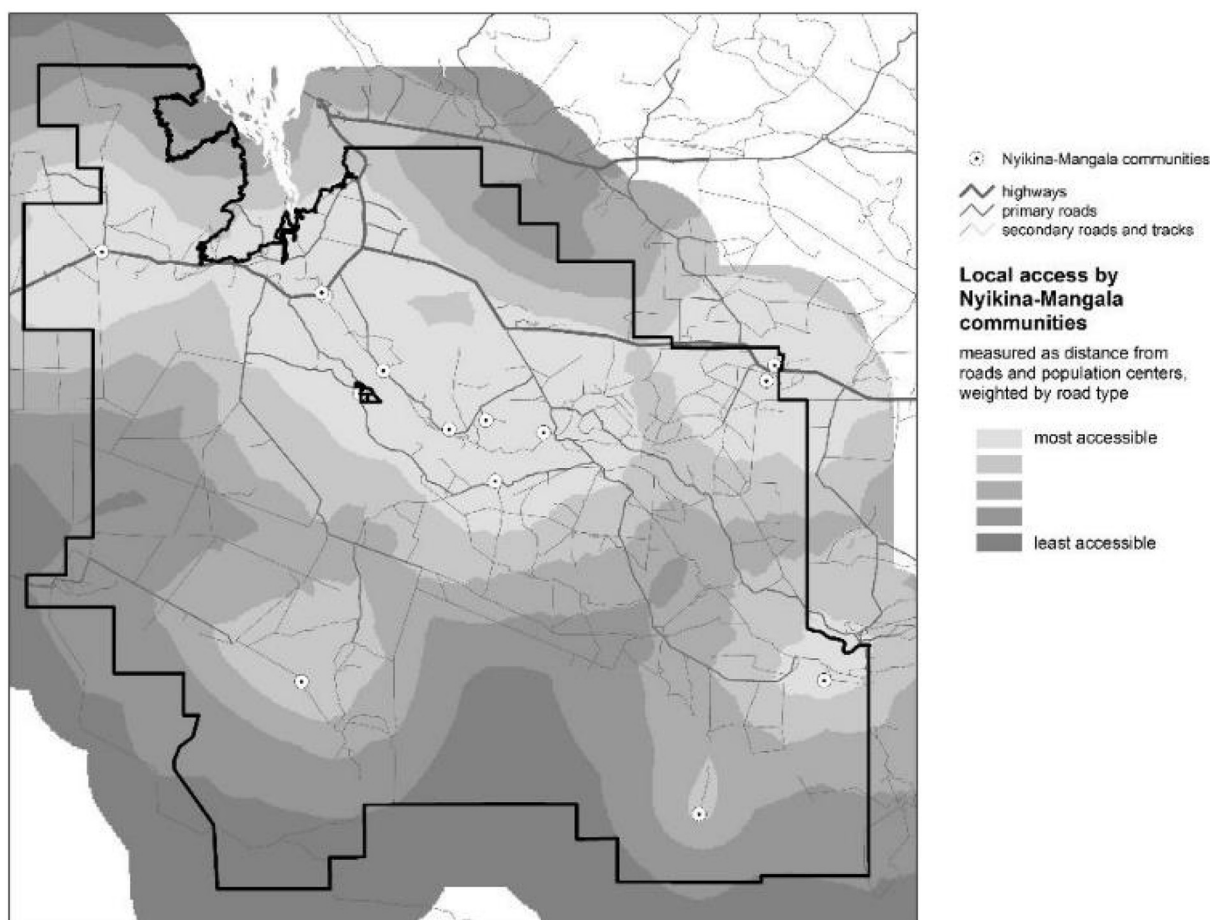 Nyikina-Mangala communities
highways
primary roads
secondary roads and tracks
Local access by
Nyikina-Mangala
communities
measured as distance from
roads and population centers,
weighted by road type
most accessible
least accessible